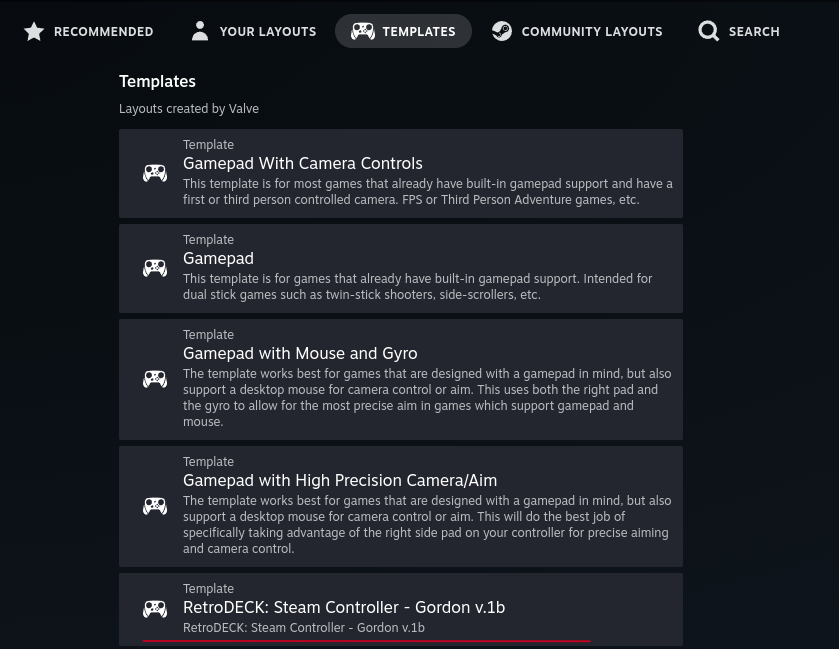 RECOMMENDED YOUR LAYOUTS TEMPLATES COMMUNITY LAYOUTS SEARCH
Templates
Layouts created by Valve
Template
Gamepad With Camera Controls
This template is for most games that already have built-in gamepad support and have a
first or third person controlled camera. FPS or Third Person Adventure games, etc.
Template
Gamepad
This template is for games that already have built-in gamepad support. Intended for
dual stick games such as twin-stick shooters, side-scrollers, etc.
Template
Gamepad with Mouse and Gyro
The template works best for games that are designed with a gamepad in mind, but also
support a desktop mouse for camera control or aim. This uses both the right pad and
the gyro to allow for the most precise aim in games which support gamepad and
mouse.
Template
Gamepad with High Precision Camera/Aim
The template works best for games that are designed with a gamepad in mind, but also
support a desktop mouse for camera control or aim. This will do the best job of
specifically taking advantage of the right side pad on your controller for precise aiming
and camera control.
Template
RetroDECK: Steam Controller - Gordon v.1b
RetroDECK: Steam Controller - Gordon v.1b